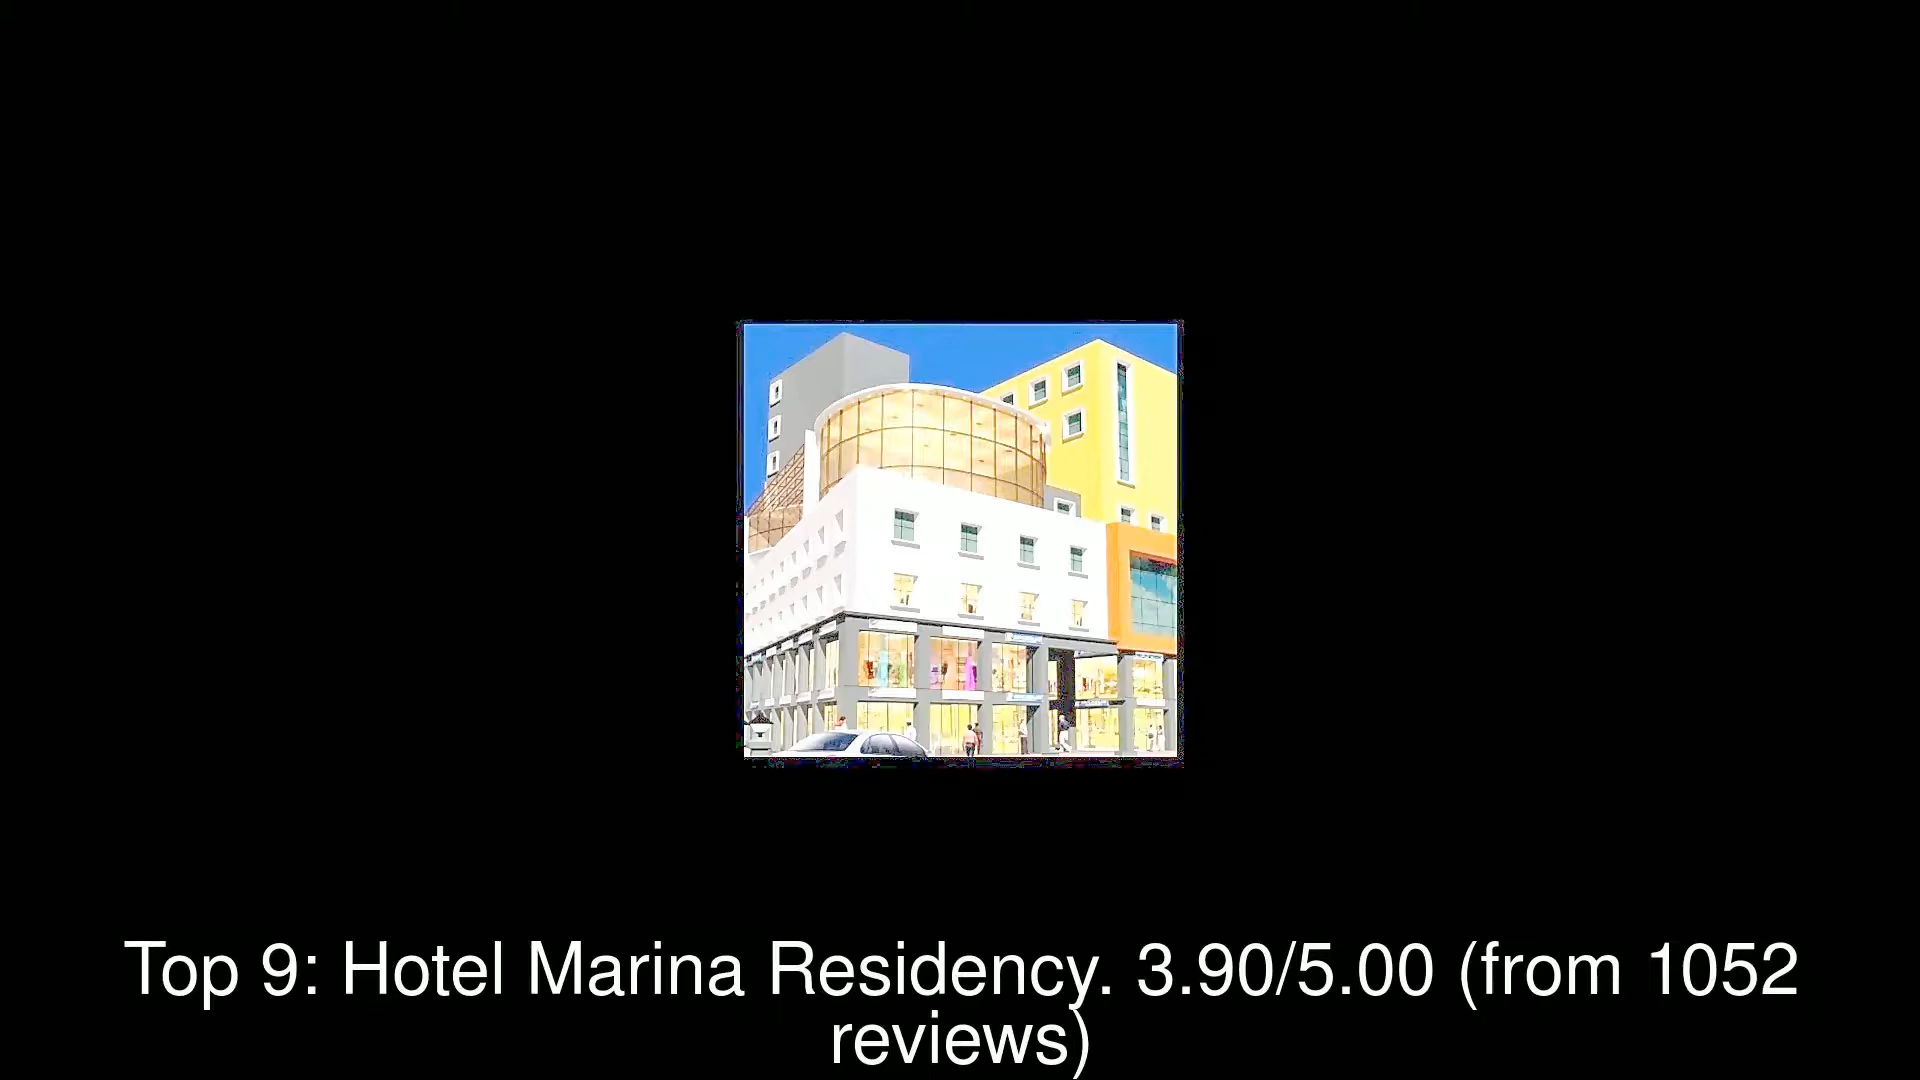 Top 9: Hotel Marina Residency. 3.90/5.00 (from 1052
reviews)